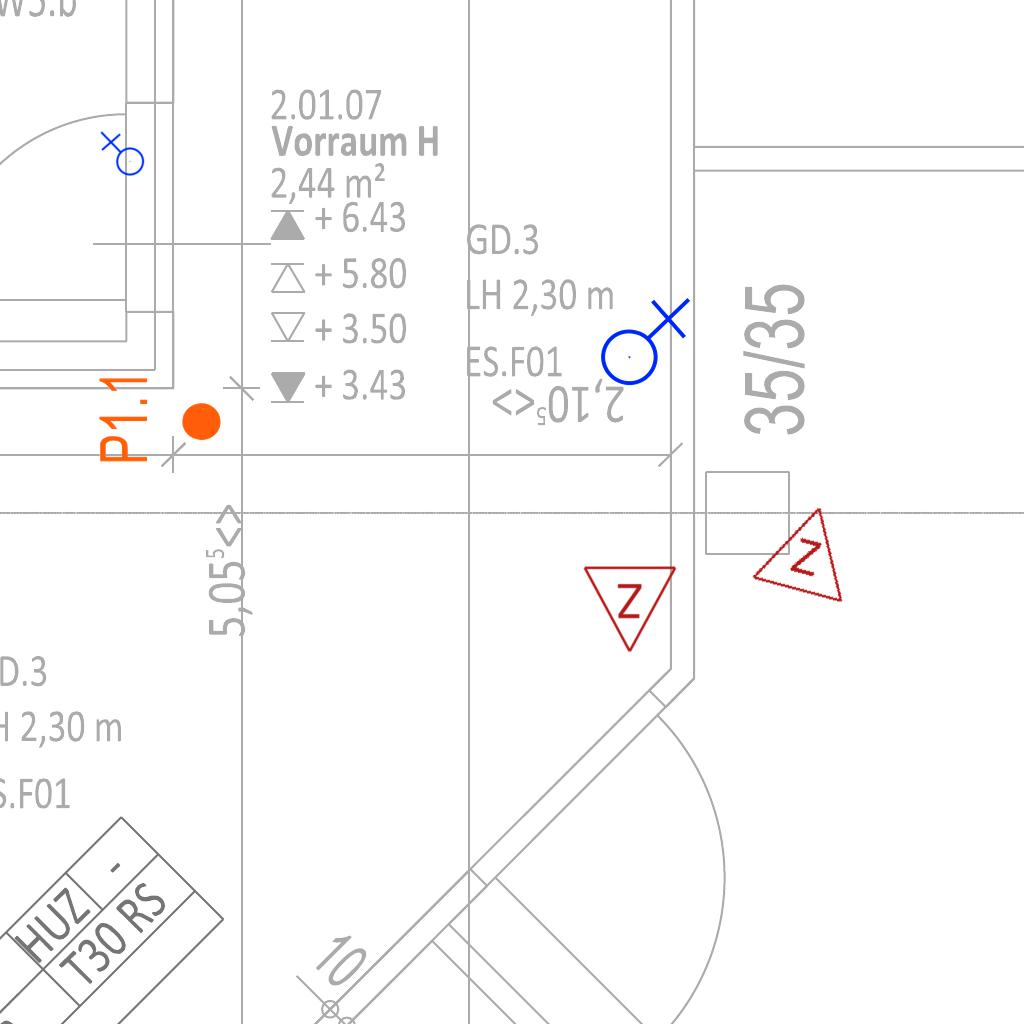 2.01.07
Vorraum H
2,44 m²
+ 6.43
+ 5.80
+ 3.50
+ 3.43
GD.3
LH 2,30 m
ES.F01
2,10⁵<>
35/35
P1.1
5,05⁵<>
Z
Z
D.3
H 2,30 m
S.F01
HUZ
-
T30 RS
10